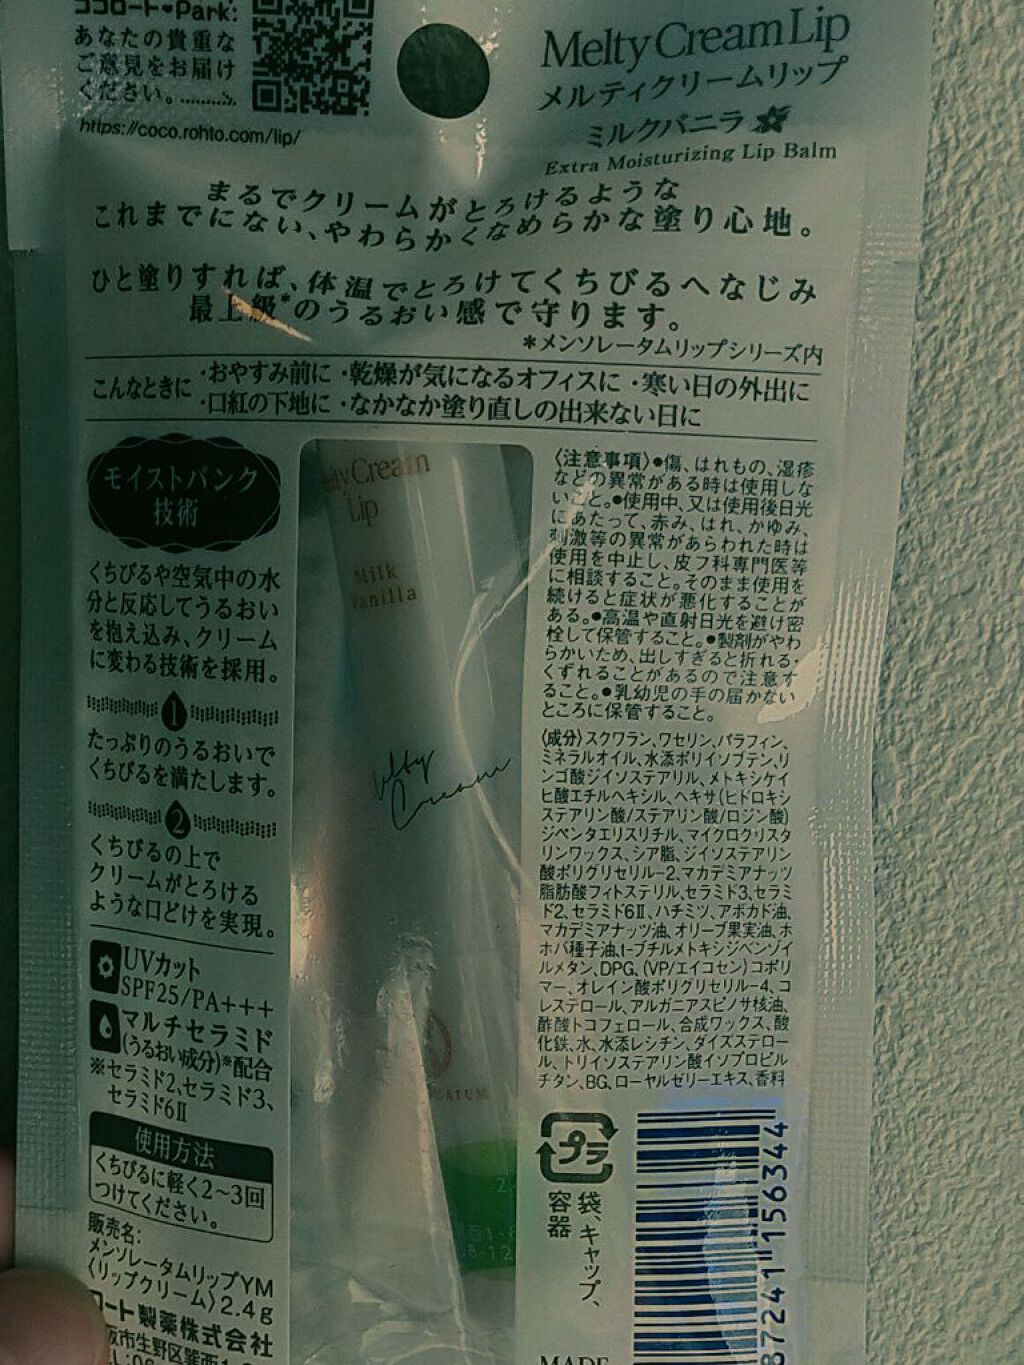 ココロート♥Park:
あなたの貴重な
ご意見をお届け
ください。
https://coco.rohto.com/lip/
Melty Cream Lip
メルティクリームリップ
ミルクバニラ
Extra Moisturizing Lip Balm
まるでクリームがとろけるような
これまでにない、やわらかくなめらかな塗り心地。
ひと塗りすれば、体温でとろけてくちびるへなじみ
最上級*のうるおい感で守ります。
*メンソレータムリップシリーズ内
こんなときに
・おやすみ前に ・乾燥が気になるオフィスに ・寒い日の外出に
・口紅の下地に ・なかなか塗り直しの出来ない日に
モイストバンク
技術
くちびるや空気中の水
分と反応してうるおい
を抱え込み、クリーム
に変わる技術を採用。
1
たっぷりのうるおいで
くちびるを満たします。
2
くちびるの上で
クリームがとろける
ような口どけを実現。
UVカット
SPF25/PA+++
マルチセラミド
(うるおい成分)※配合
※セラミド2、セラミド3、
セラミド6Ⅱ
使用方法
くちびるに軽く2〜3回
つけてください。
販売名:
メンソレータムリップYM
〈リップクリーム〉2.4g
ロート製薬株式会社
Cream
Lip
Milk
Vanilla
Cream
〈注意事項〉●傷、はれもの、湿疹
などの異常がある時は使用しな
いこと。●使用中、又は使用後日光
にあたって、赤み、はれ、かゆみ、
刺激等の異常があらわれた時は
使用を中止し、皮フ科専門医等
に相談すること。そのまま使用を
続けると症状が悪化することが
ある。●高温や直射日光を避け密
栓して保管すること。●製剤がやわ
らかいため、出しすぎると折れる・
くずれることがあるので注意す
ること。●乳幼児の手の届かない
ところに保管すること。
〈成分〉スクワラン、ワセリン、パラフィン、
ミネラルオイル、水添ポリイソブテン、リ
ンゴ酸ジイソステアリル、メトキシケイ
ヒ酸エチルヘキシル、ヘキサ(ヒドロキシ
ステアリン酸/ステアリン酸/ロジン酸)
ジペンタエリスリチル、マイクロクリスタ
リンワックス、シア脂、ジイソステアリン
酸ポリグリセリル-2、マカデミアナッツ
脂肪酸フィトステリル、セラミド3、セラミ
ド2、セラミド6Ⅱ、ハチミツ、アボカド油、
マカデミアナッツ油、オリーブ果実油、ホ
ホバ種子油、t-ブチルメトキシジベンゾイ
ルメタン、DPG、(VP/エイコセン)コポリ
マー、オレイン酸ポリグリセリル-4、コ
レステロール、アルガニアスピノサ核油、
酢酸トコフェロール、合成ワックス、酸
化鉄、水、水添レシチン、ダイズステロー
ル、トリイソステアリン酸イソプロピル
チタン、BG、ローヤルゼリーエキス、香料
プラ
袋、キャップ、
容器
87241 156344